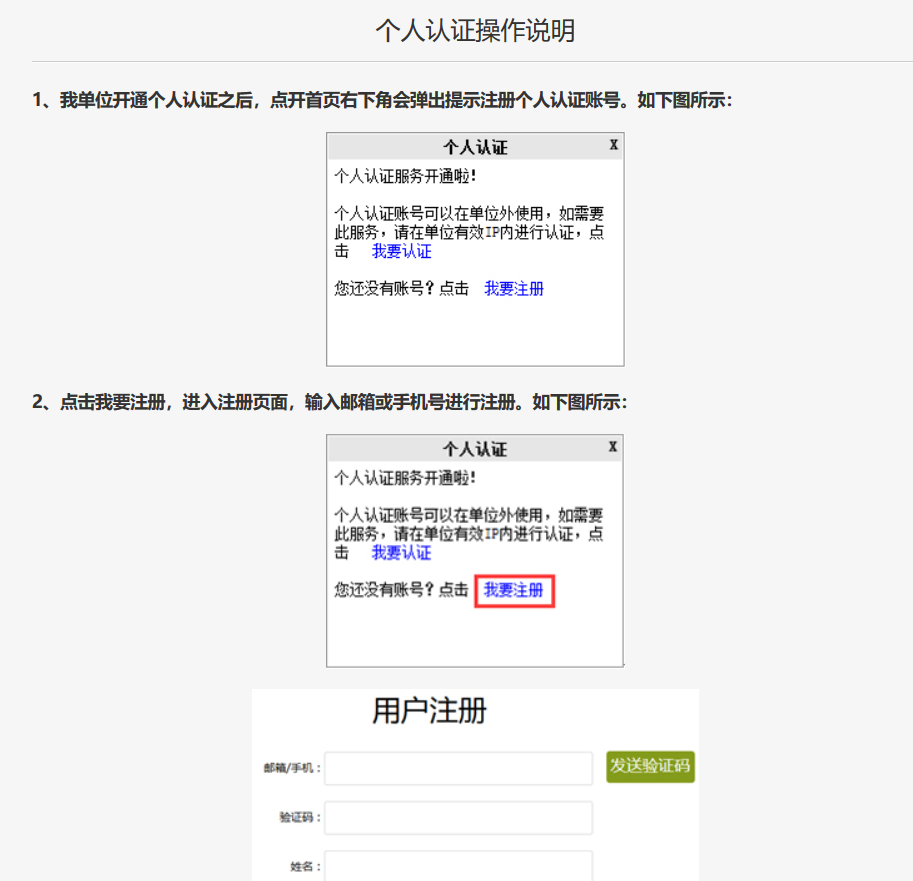 个人认证操作说明
1、我单位开通个人认证之后，点开首页右下角会弹出提示注册个人认证账号。如下图所示：
个人认证 X
个人认证服务开通啦！
个人认证账号可以在单位外使用，如需要
此服务，请在单位有效IP内进行认证，点
击 我要认证
您还没有账号？点击 我要注册
2、点击我要注册，进入注册页面，输入邮箱或手机号进行注册。如下图所示：
个人认证 X
个人认证服务开通啦！
个人认证账号可以在单位外使用，如需要
此服务，请在单位有效IP内进行认证，点
击 我要认证
您还没有账号？点击 我要注册
用户注册
邮箱/手机： 发送验证码
验证码：
姓名：